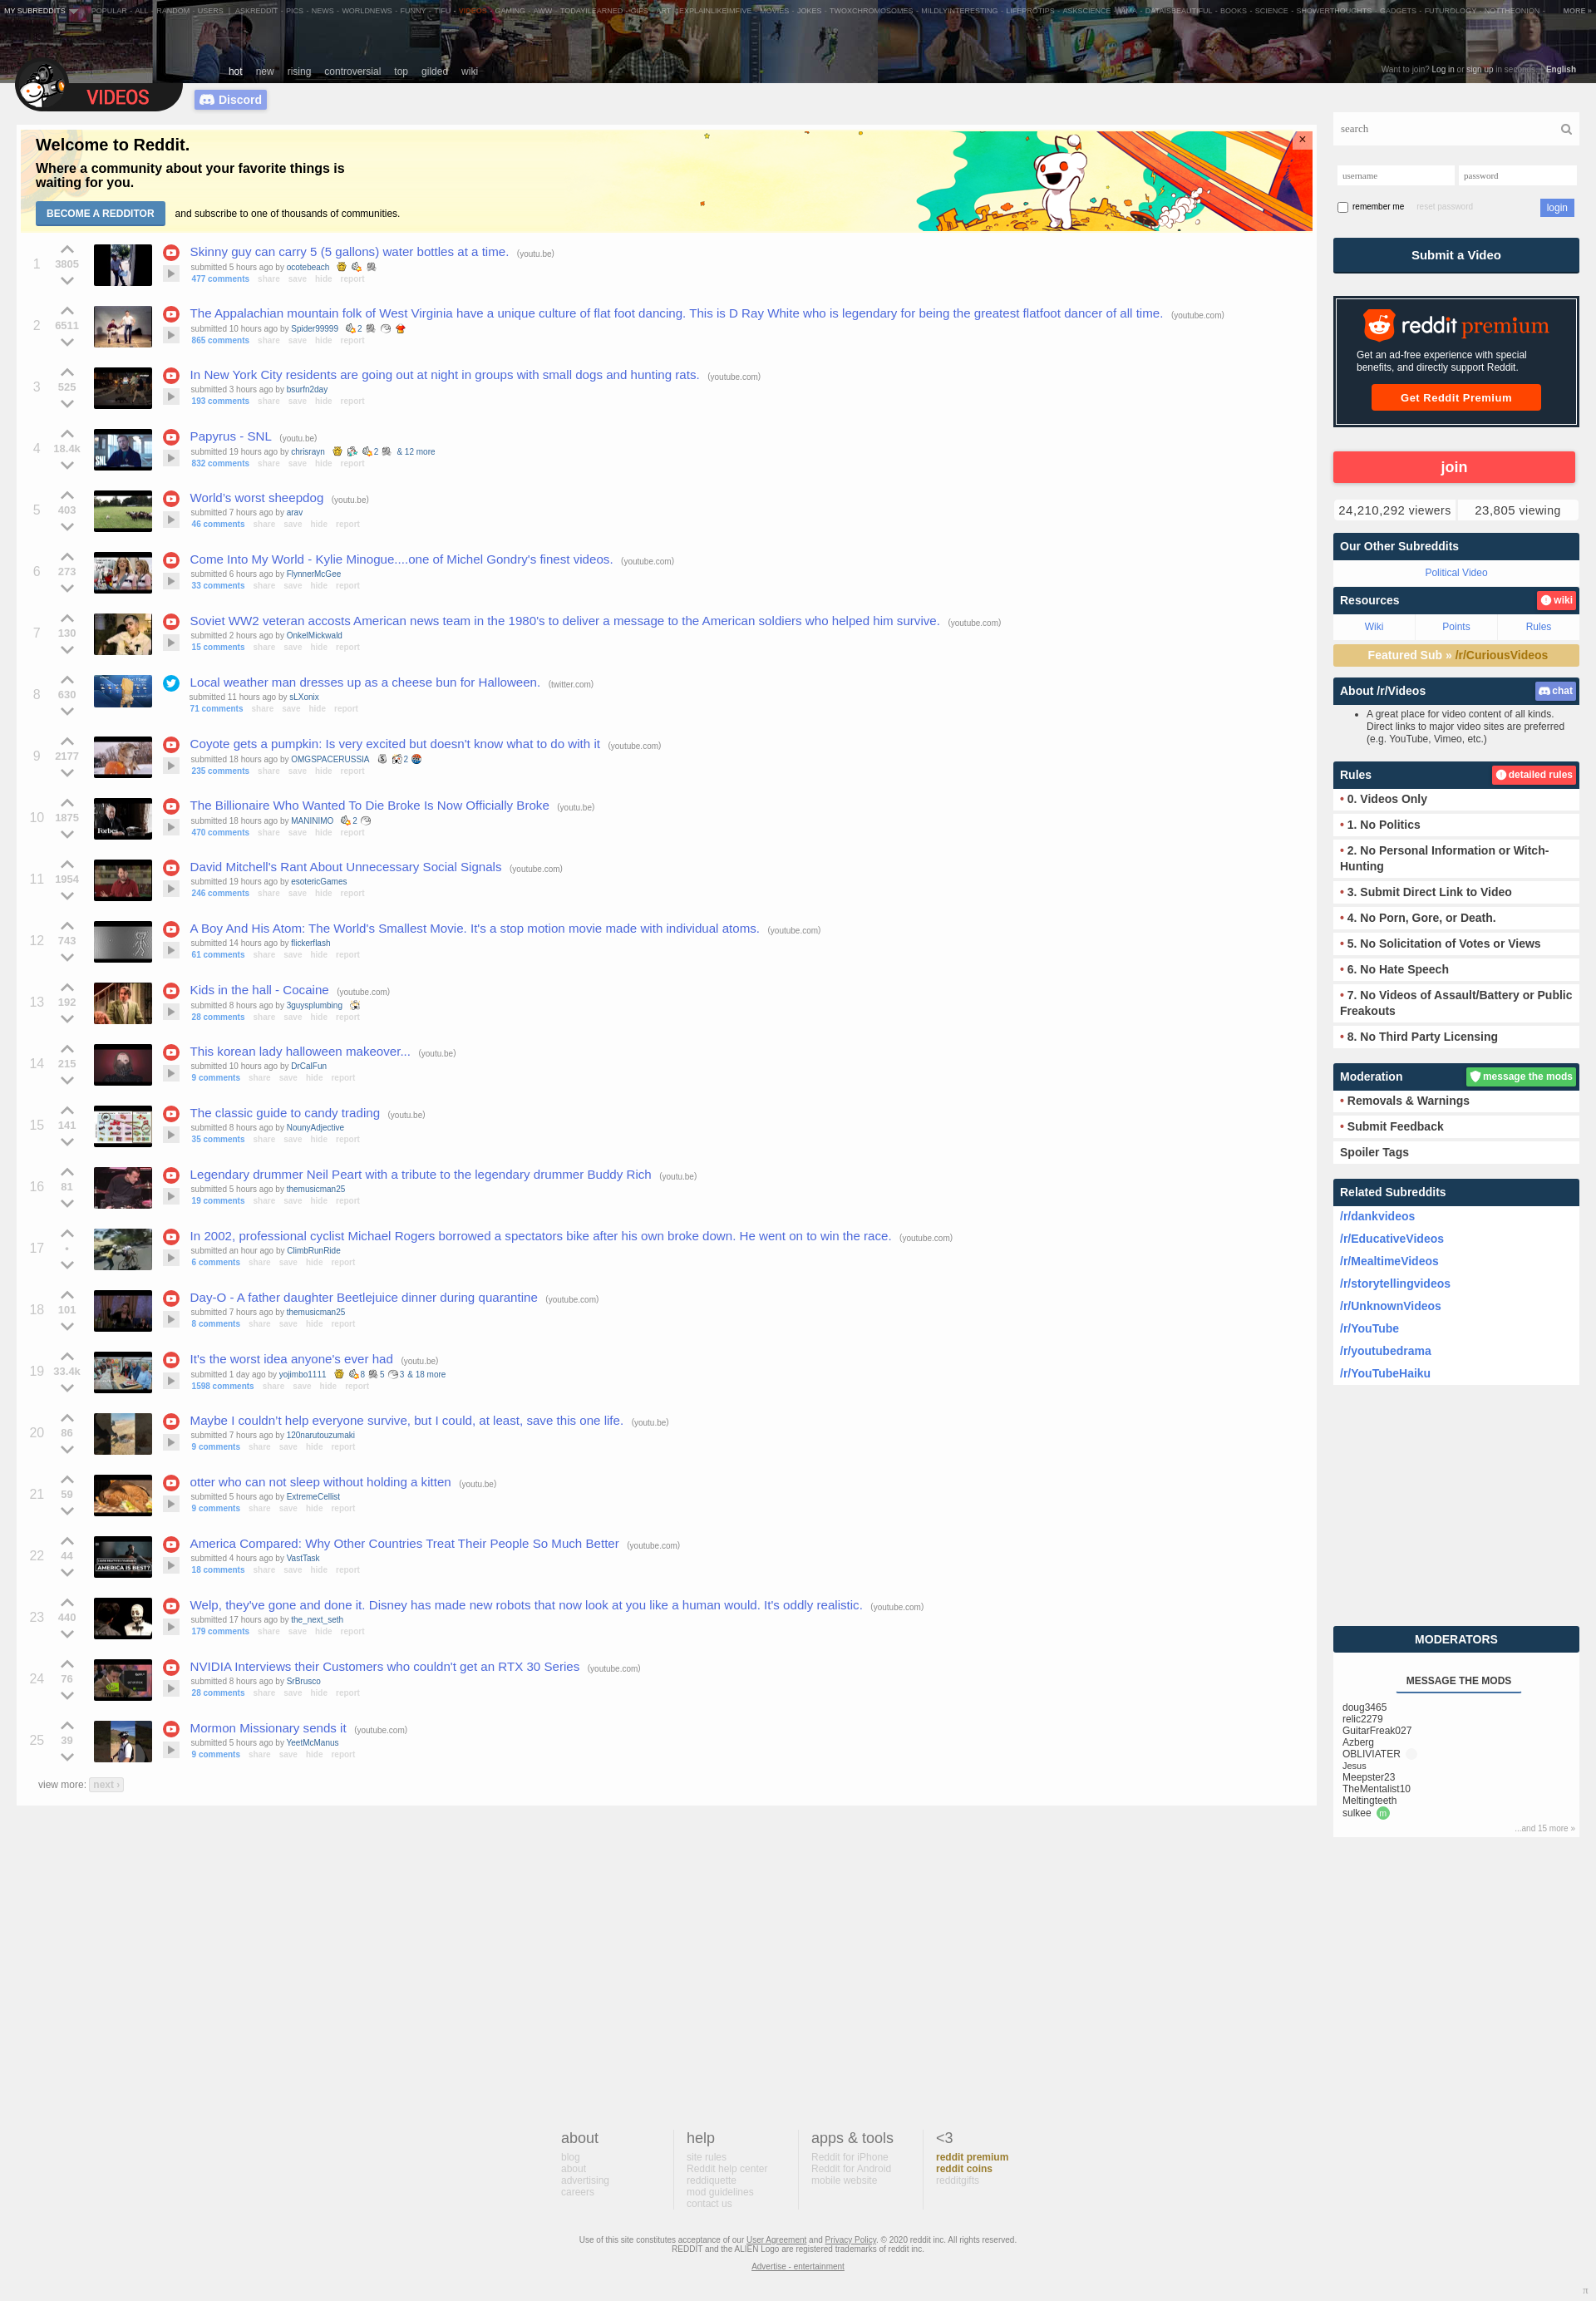 MY SUBREDDITS POPULAR - ALL - RANDOM - USERS | ASKREDDIT - PICS - NEWS - WORLDNEWS - FUNNY - TIFU - VIDEOS - GAMING - AWW - TODAYILEARNED - GIFS - ART - EXPLAINLIKEIMFIVE - MOVIES - JOKES - TWOXCHROMOSOMES - MILDLYINTERESTING - LIFEPROTIPS - ASKSCIENCE - IAMA - DATAISBEAUTIFUL - BOOKS - SCIENCE - SHOWERTHOUGHTS - GADGETS - FUTUROLOGY - NOTTHEONION - MORE »
VIDEOS
hot new rising controversial top gilded wiki
Want to join? Log in or sign up in seconds. | English
Discord
Welcome to Reddit.
Where a community about your favorite things is
waiting for you.
BECOME A REDDITOR and subscribe to one of thousands of communities.
×
1 3805 Skinny guy can carry 5 (5 gallons) water bottles at a time. (youtu.be)
submitted 5 hours ago by ocotebeach
477 comments share save hide report
2 6511 The Appalachian mountain folk of West Virginia have a unique culture of flat foot dancing. This is D Ray White who is legendary for being the greatest flatfoot dancer of all time. (youtube.com)
submitted 10 hours ago by Spider99999 2
865 comments share save hide report
3 525 In New York City residents are going out at night in groups with small dogs and hunting rats. (youtube.com)
submitted 3 hours ago by bsurfn2day
193 comments share save hide report
4 18.4k Papyrus - SNL (youtu.be)
SNL
submitted 19 hours ago by chrisrayn 2 & 12 more
832 comments share save hide report
5 403 World's worst sheepdog (youtu.be)
submitted 7 hours ago by arav
46 comments share save hide report
6 273 Come Into My World - Kylie Minogue....one of Michel Gondry's finest videos. (youtube.com)
submitted 6 hours ago by FlynnerMcGee
33 comments share save hide report
7 130 Soviet WW2 veteran accosts American news team in the 1980's to deliver a message to the American soldiers who helped him survive. (youtube.com)
submitted 2 hours ago by OnkelMickwald
15 comments share save hide report
8 630 Local weather man dresses up as a cheese bun for Halloween. (twitter.com)
submitted 11 hours ago by sLXonix
71 comments share save hide report
9 2177 Coyote gets a pumpkin: Is very excited but doesn't know what to do with it (youtube.com)
submitted 18 hours ago by OMGSPACERUSSIA 2
235 comments share save hide report
10 1875 The Billionaire Who Wanted To Die Broke Is Now Officially Broke (youtu.be)
Forbes
submitted 18 hours ago by MANINIMO 2
470 comments share save hide report
11 1954 David Mitchell's Rant About Unnecessary Social Signals (youtube.com)
submitted 19 hours ago by esotericGames
246 comments share save hide report
12 743 A Boy And His Atom: The World's Smallest Movie. It's a stop motion movie made with individual atoms. (youtube.com)
submitted 14 hours ago by flickerflash
61 comments share save hide report
13 192 Kids in the hall - Cocaine (youtube.com)
submitted 8 hours ago by 3guysplumbing
28 comments share save hide report
14 215 This korean lady halloween makeover... (youtu.be)
submitted 10 hours ago by DrCalFun
9 comments share save hide report
15 141 The classic guide to candy trading (youtu.be)
submitted 8 hours ago by NounyAdjective
35 comments share save hide report
16 81 Legendary drummer Neil Peart with a tribute to the legendary drummer Buddy Rich (youtu.be)
submitted 5 hours ago by themusicman25
19 comments share save hide report
17 • In 2002, professional cyclist Michael Rogers borrowed a spectators bike after his own broke down. He went on to win the race. (youtube.com)
submitted an hour ago by ClimbRunRide
6 comments share save hide report
18 101 Day-O - A father daughter Beetlejuice dinner during quarantine (youtube.com)
submitted 7 hours ago by themusicman25
8 comments share save hide report
19 33.4k It's the worst idea anyone's ever had (youtu.be)
submitted 1 day ago by yojimbo1111 8 5 3 & 18 more
1598 comments share save hide report
20 86 Maybe I couldn't help everyone survive, but I could, at least, save this one life. (youtu.be)
submitted 7 hours ago by 120narutouzumaki
9 comments share save hide report
21 59 otter who can not sleep without holding a kitten (youtu.be)
submitted 5 hours ago by ExtremeCellist
9 comments share save hide report
22 44 America Compared: Why Other Countries Treat Their People So Much Better (youtube.com)
AMERICA IS BEST?
submitted 4 hours ago by VastTask
18 comments share save hide report
23 440 Welp, they've gone and done it. Disney has made new robots that now look at you like a human would. It's oddly realistic. (youtube.com)
submitted 17 hours ago by the_next_seth
179 comments share save hide report
24 76 NVIDIA Interviews their Customers who couldn't get an RTX 30 Series (youtube.com)
submitted 8 hours ago by SrBrusco
28 comments share save hide report
25 39 Mormon Missionary sends it (youtube.com)
submitted 5 hours ago by YeetMcManus
9 comments share save hide report
view more: next ›
search
username password
remember me reset password login
Submit a Video
reddit premium
Get an ad-free experience with special
benefits, and directly support Reddit.
Get Reddit Premium
join
24,210,292 viewers 23,805 viewing
Our Other Subreddits
Political Video
Resources wiki
Wiki Points Rules
Featured Sub » /r/CuriousVideos
About /r/Videos chat
• A great place for video content of all kinds.
Direct links to major video sites are preferred
(e.g. YouTube, Vimeo, etc.)
Rules detailed rules
• 0. Videos Only
• 1. No Politics
• 2. No Personal Information or Witch-
Hunting
• 3. Submit Direct Link to Video
• 4. No Porn, Gore, or Death.
• 5. No Solicitation of Votes or Views
• 6. No Hate Speech
• 7. No Videos of Assault/Battery or Public
Freakouts
• 8. No Third Party Licensing
Moderation message the mods
• Removals & Warnings
• Submit Feedback
Spoiler Tags
Related Subreddits
/r/dankvideos
/r/EducativeVideos
/r/MealtimeVideos
/r/storytellingvideos
/r/UnknownVideos
/r/YouTube
/r/youtubedrama
/r/YouTubeHaiku
MODERATORS
MESSAGE THE MODS
doug3465
relic2279
GuitarFreak027
Azberg
OBLIVIATER
Jesus
Meepster23
TheMentalist10
Meltingteeth
sulkee m
...and 15 more »
about
blog
about
advertising
careers
help
site rules
Reddit help center
reddiquette
mod guidelines
contact us
apps & tools
Reddit for iPhone
Reddit for Android
mobile website
<3
reddit premium
reddit coins
redditgifts
Use of this site constitutes acceptance of our User Agreement and Privacy Policy. © 2020 reddit inc. All rights reserved.
REDDIT and the ALIEN Logo are registered trademarks of reddit inc.
Advertise - entertainment
π